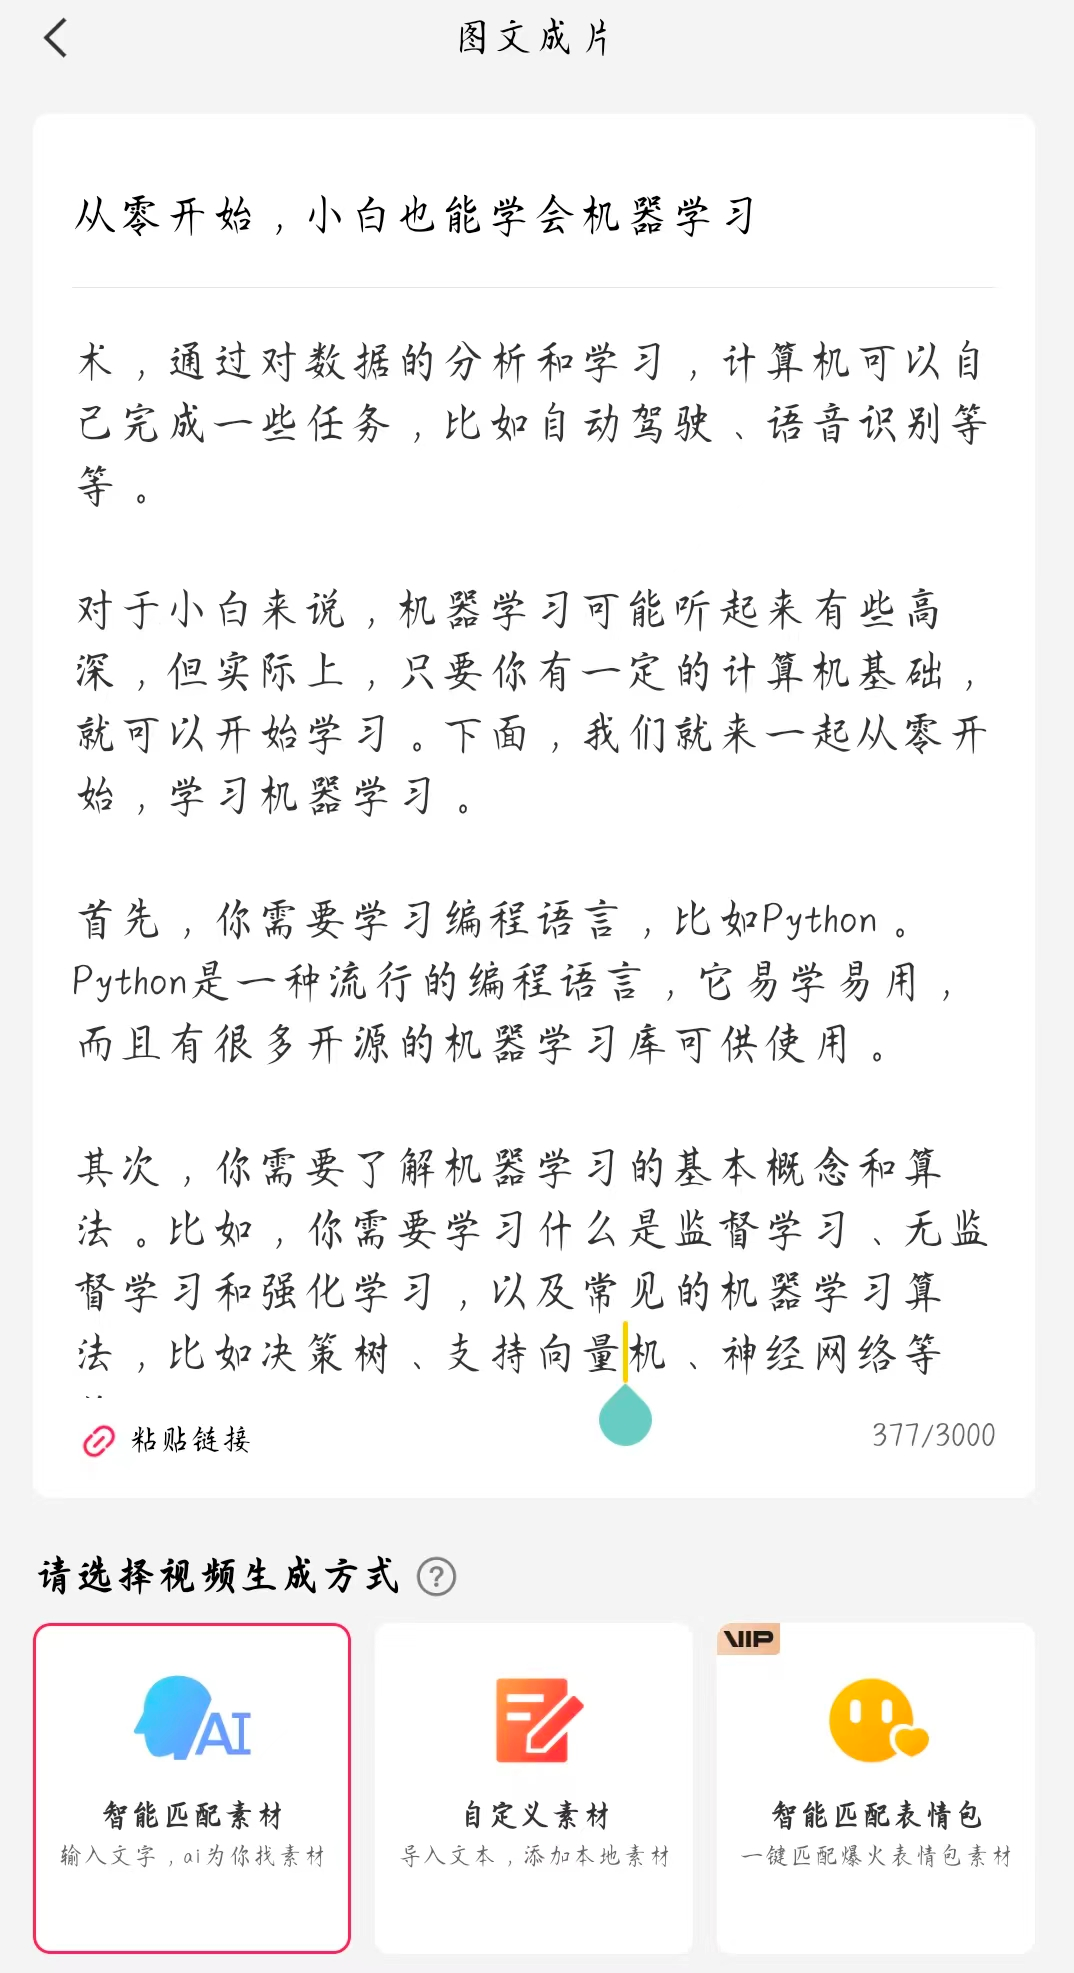 图文成片
从零开始，小白也能学会机器学习
术，通过对数据的分析和学习，计算机可以自
己完成一些任务，比如自动驾驶、语音识别等
等。
对于小白来说，机器学习可能听起来有些高
深，但实际上，只要你有一定的计算机基础，
就可以开始学习。下面，我们就来一起从零开
始，学习机器学习。
首先，你需要学习编程语言，比如Python。
Python是一种流行的编程语言，它易学易用，
而且有很多开源的机器学习库可供使用。
其次，你需要了解机器学习的基本概念和算
法。比如，你需要学习什么是监督学习、无监
督学习和强化学习，以及常见的机器学习算
法，比如决策树、支持向量机、神经网络等
粘贴链接
377/3000
请选择视频生成方式 ?
AI
智能匹配素材
输入文字，ai为你找素材
自定义素材
导入文本，添加本地素材
VIP
智能匹配表情包
一键匹配爆火表情包素材